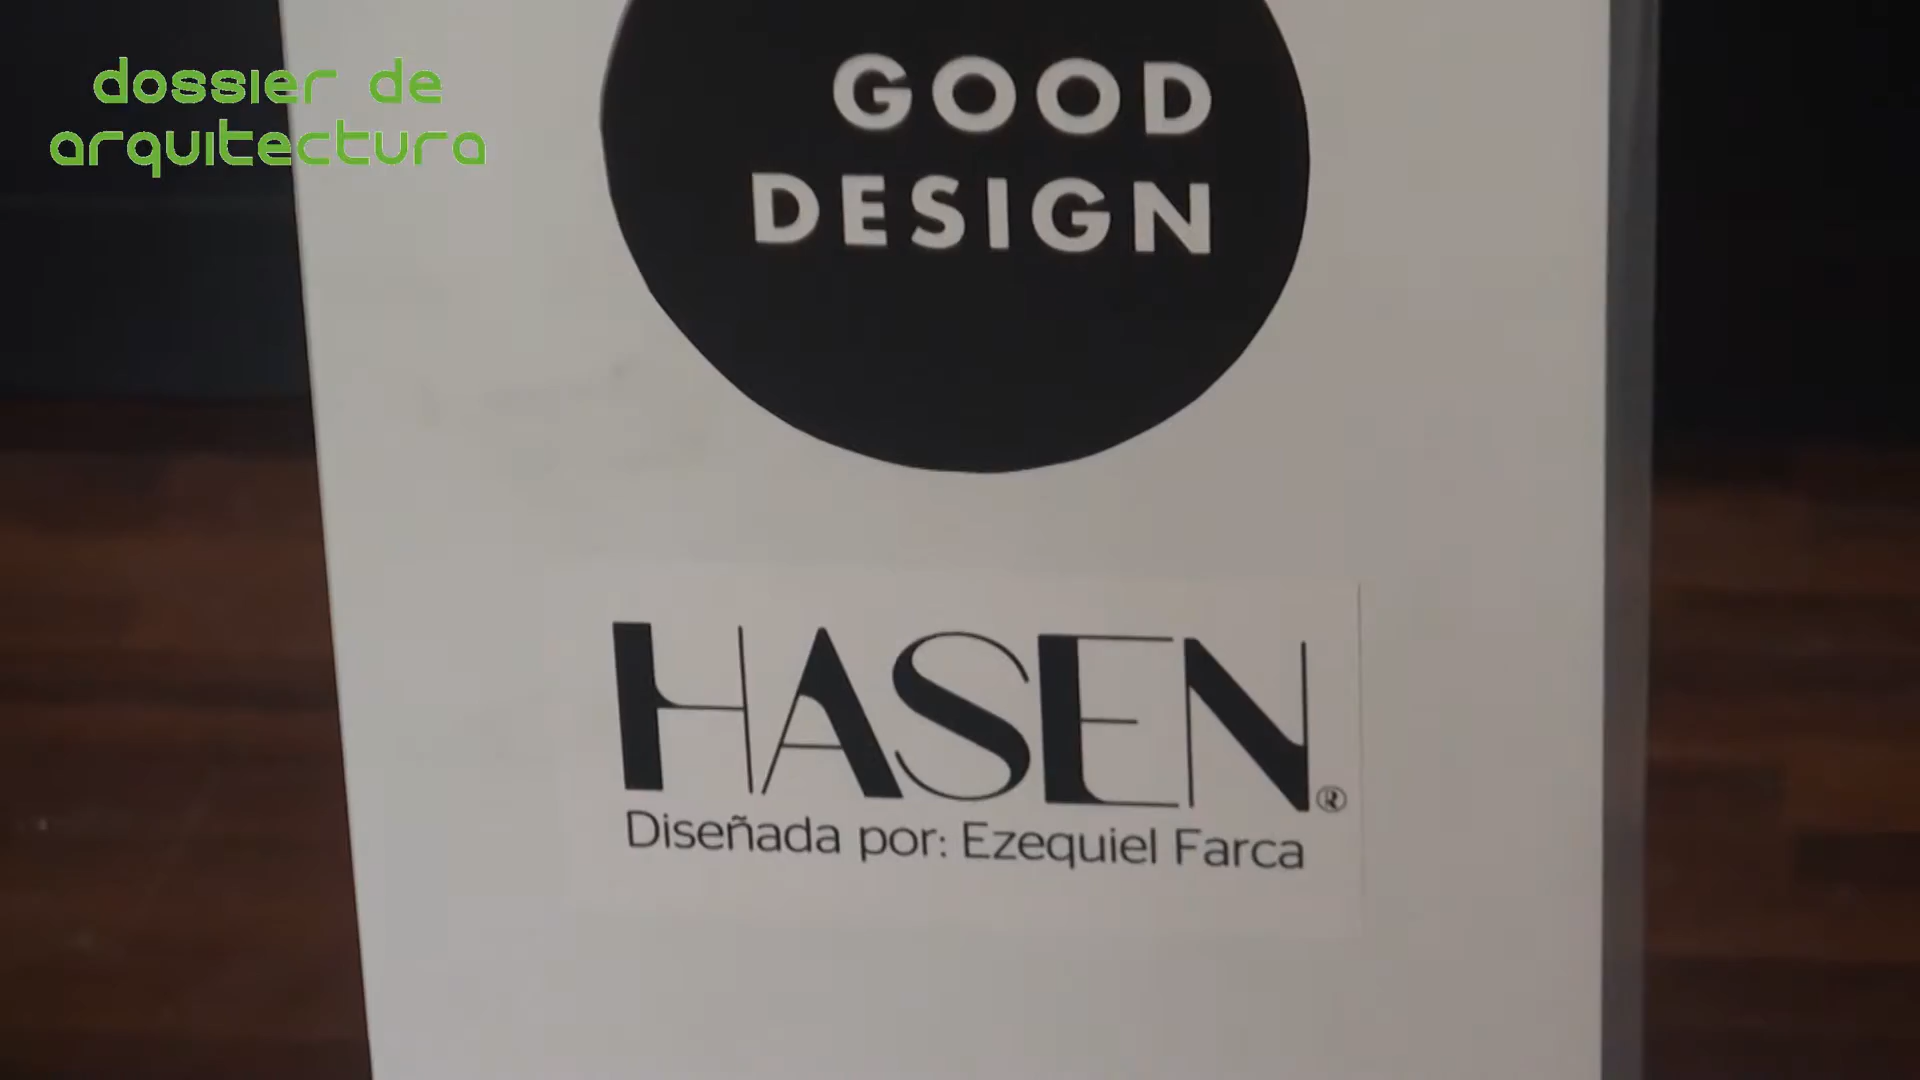 dossier de
arquitectura
GOOD
DESIGN
HASEN®
Diseñada por: Ezequiel Farca